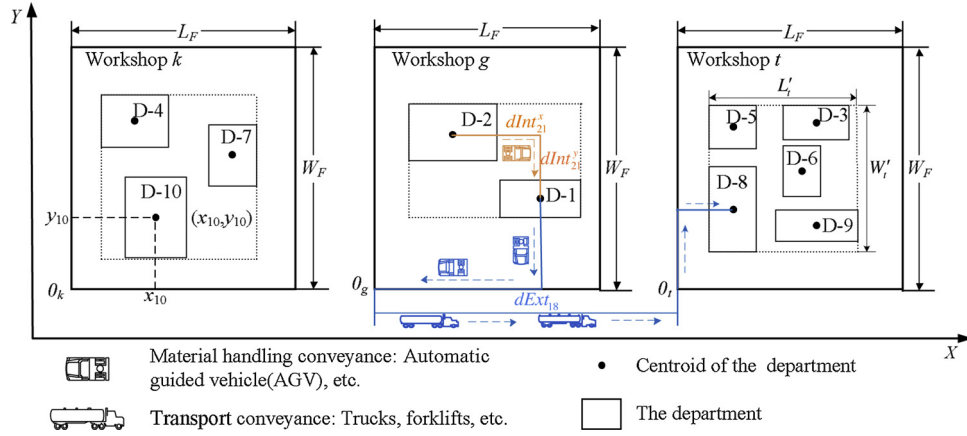 Y
L_F
L_F
L_F
Workshop k
Workshop g
Workshop t
L′_t
D-4
D-2
dInt^x_21
D-5
D-3
D-7
dInt^y_21
W_F
W_F
D-6
W′_t
W_F
D-10
D-1
D-8
y_10
(x_10,y_10)
D-9
0_k
x_10
0_g
dExt_18
0_t
X
Material handling conveyance: Automatic
guided vehicle(AGV), etc.
Centroid of the department
Transport conveyance: Trucks, forklifts, etc.
The department